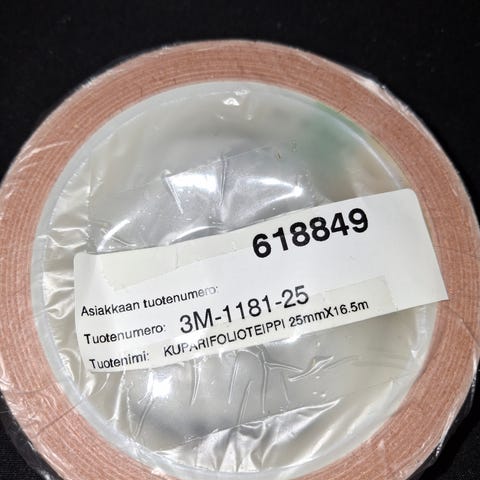 618849
Asiakkaan tuotenumero:
Tuotenumero: 3M-1181-25
Tuotenimi: KUPARIFOLIOTEIPPI 25mmX16.5m